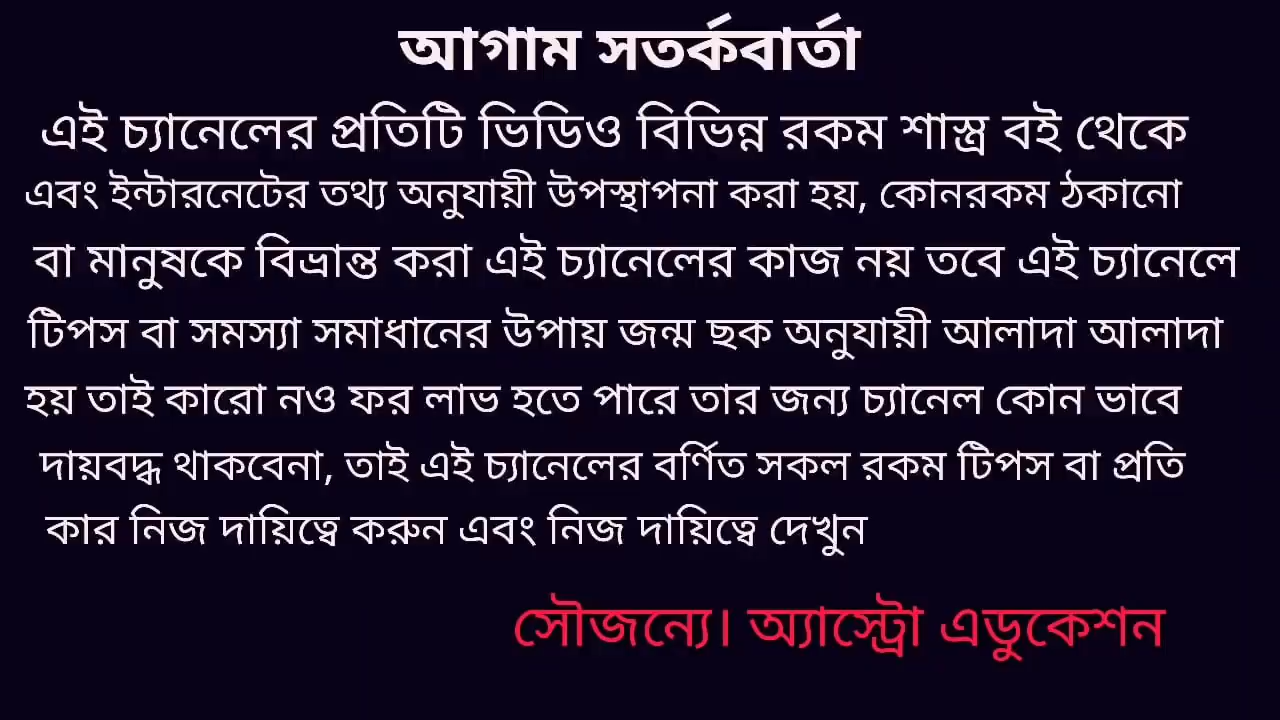 আগাম সতর্কবার্তা
এই চ্যানেলের প্রতিটি ভিডিও বিভিন্ন রকম শাস্ত্র বই থেকে
এবং ইন্টারনেটের তথ্য অনুযায়ী উপস্থাপনা করা হয়, কোনরকম ঠকানো
বা মানুষকে বিভ্রান্ত করা এই চ্যানেলের কাজ নয় তবে এই চ্যানেলে
টিপস বা সমস্যা সমাধানের উপায় জন্ম ছক অনুযায়ী আলাদা আলাদা
হয় তাই কারো নও ফর লাভ হতে পারে তার জন্য চ্যানেল কোন ভাবে
দায়বদ্ধ থাকবেনা, তাই এই চ্যানেলের বর্ণিত সকল রকম টিপস বা প্রতি
কার নিজ দায়িত্বে করুন এবং নিজ দায়িত্বে দেখুন
সৌজন্যে। অ্যাস্ট্রো এডুকেশন